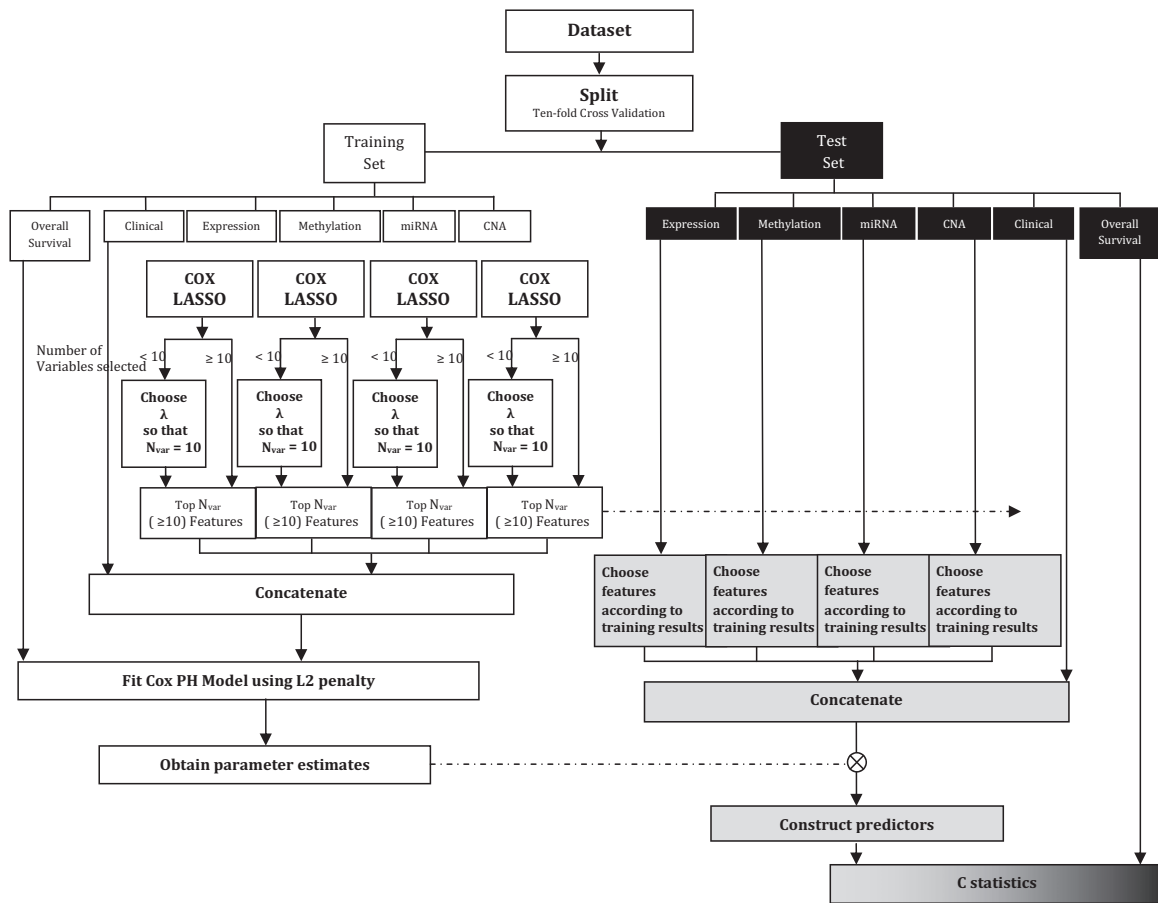 Dataset
Split
Ten-fold Cross Validation
Training
Set
Test
Set
Overall
Survival
Clinical
Expression
Methylation
miRNA
CNA
Expression
Methylation
miRNA
CNA
Clinical
Overall
Survival
COX
LASSO
COX
LASSO
COX
LASSO
COX
LASSO
Number of
Variables selected
< 10
≥ 10
< 10
≥ 10
< 10
≥ 10
< 10
≥ 10
Choose
λ
so that
Nvar = 10
Choose
λ
so that
Nvar = 10
Choose
λ
so that
Nvar = 10
Choose
λ
so that
Nvar = 10
Top Nvar
( ≥10) Features
Top Nvar
( ≥10) Features
Top Nvar
( ≥10) Features
Top Nvar
( ≥10) Features
Choose
features
according to
training results
Choose
features
according to
training results
Choose
features
according to
training results
Choose
features
according to
training results
Concatenate
Fit Cox PH Model using L2 penalty
Concatenate
Obtain parameter estimates
Construct predictors
C statistics